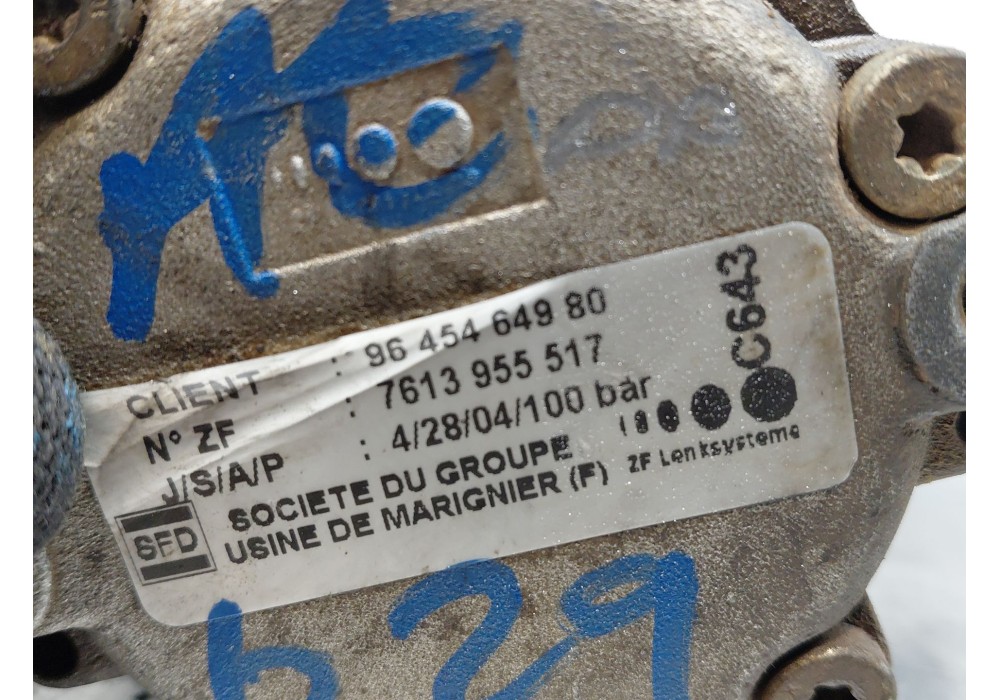 CLIENT : 96 454 649 80
N° ZF : 7613 955 517
J/S/A/P : 4/28/04/100 bar
SOCIETE DU GROUPE
USINE DE MARIGNIER (F)
SFD
ZF Lenksysteme
C643
b29